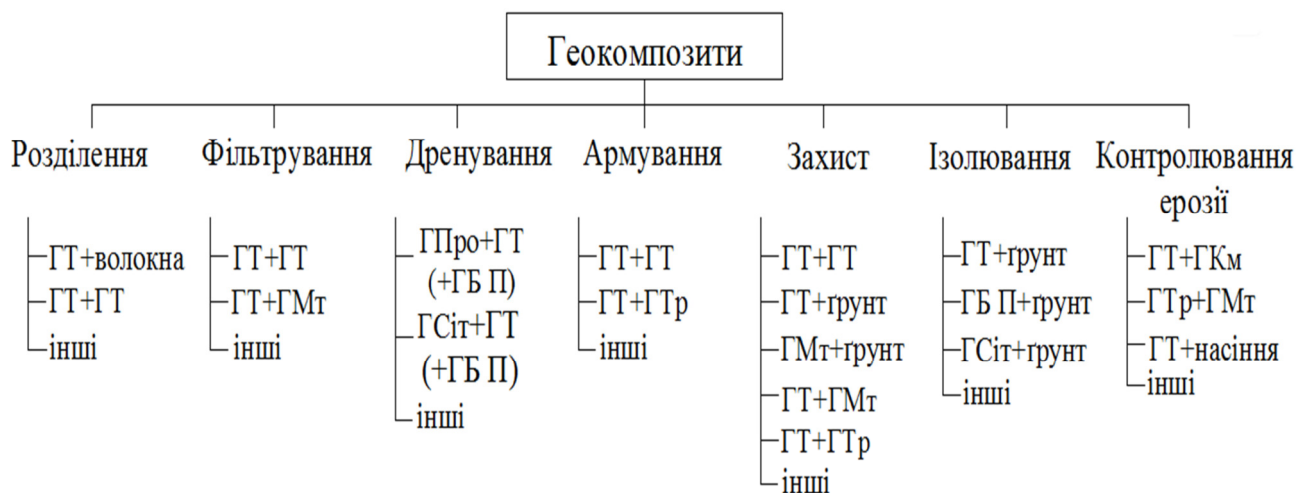 Геокомпозити
Розділення
ГТ+волокна
ГТ+ГТ
інші
Фільтрування
ГТ+ГТ
ГТ+ГМт
інші
Дренування
ГПро+ГТ
(+ГБ П)
ГСіт+ГТ
(+ГБ П)
інші
Армування
ГТ+ГТ
ГТ+ГТр
інші
Захист
ГТ+ГТ
ГТ+ґрунт
ГМт+ґрунт
ГТ+ГМт
ГТ+ГТр
інші
Ізолювання
ГТ+ґрунт
ГБ П+ґрунт
ГСіт+ґрунт
інші
Контролювання
ерозії
ГТ+ГКм
ГТр+ГМт
ГТ+насіння
інші